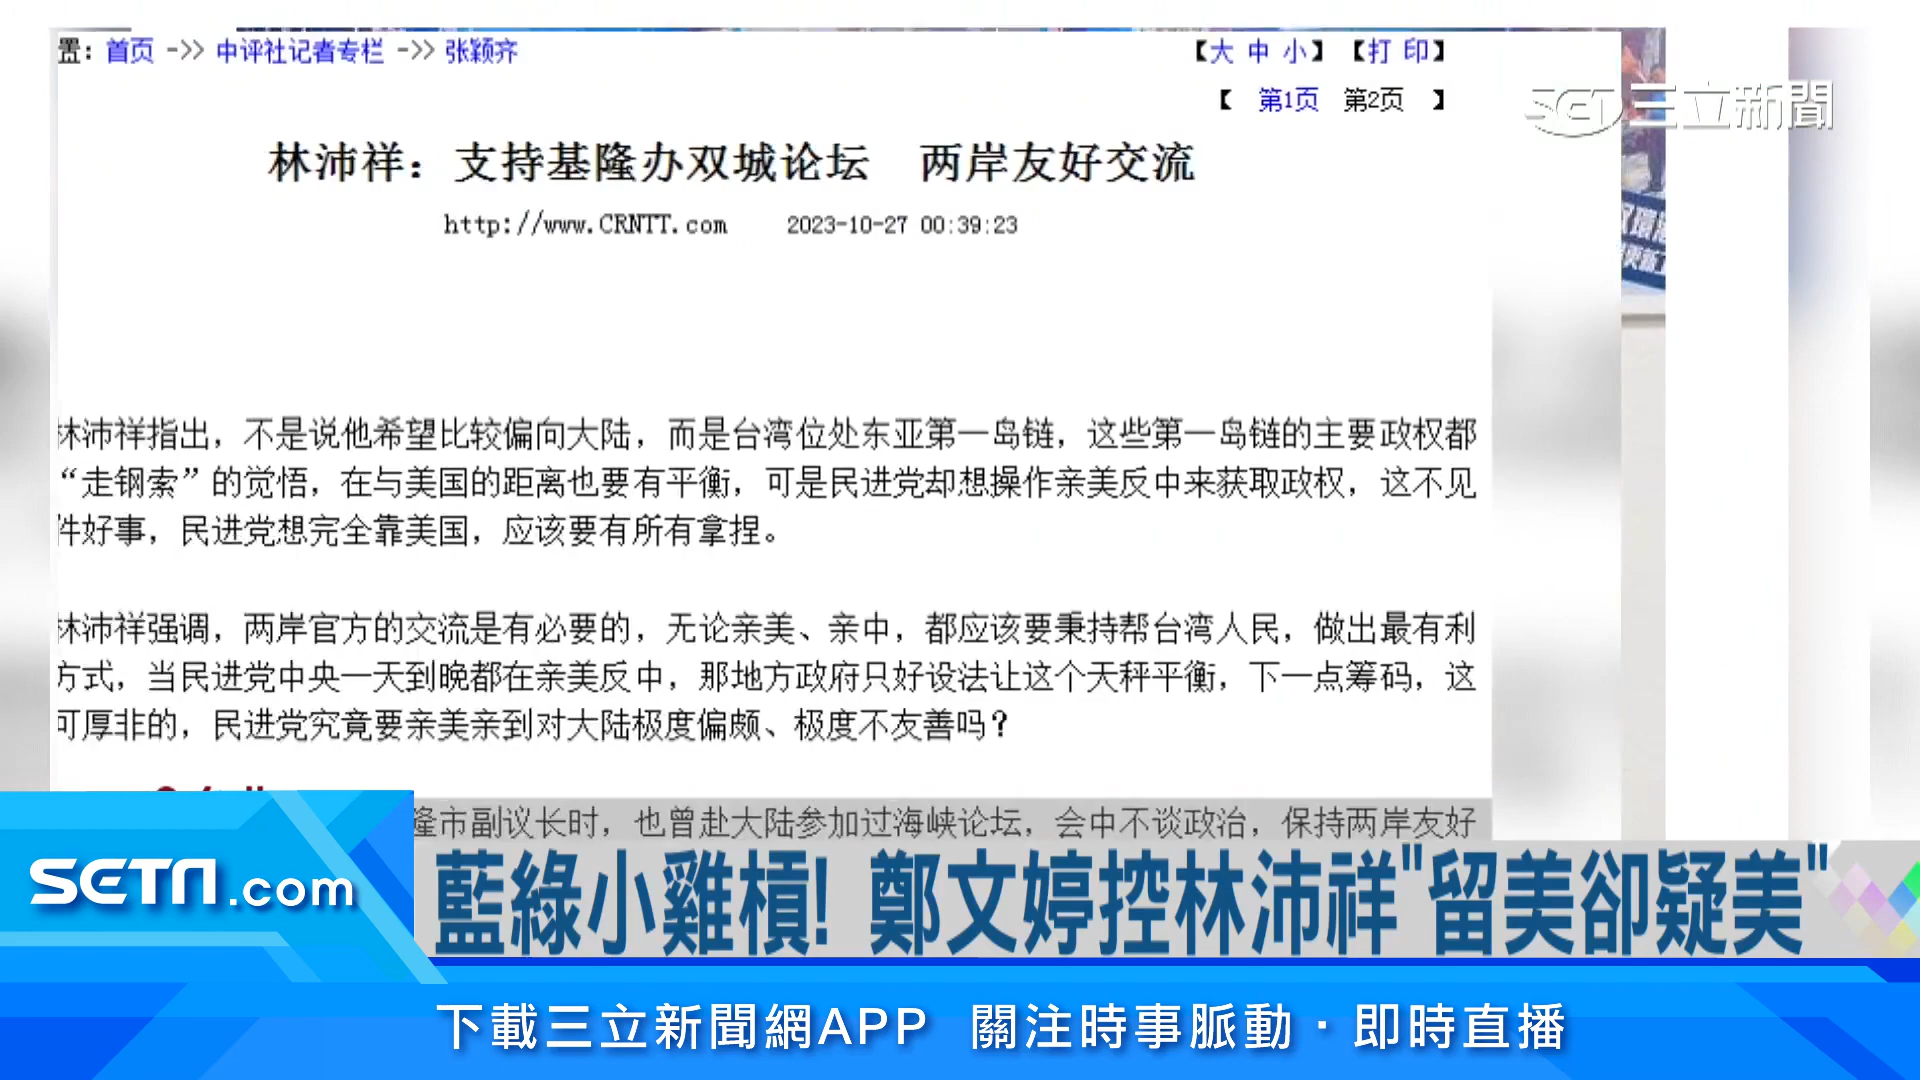 置：首页 ->> 中评社记者专栏 ->> 张颖齐
【大 中 小】 【打 印】
【 第1页 第2页 】
SET三立新聞
林沛祥：支持基隆办双城论坛 两岸友好交流
http://www.CRNTT.com 2023-10-27 00:39:23
林沛祥指出，不是说他希望比较偏向大陆，而是台湾位处东亚第一岛链，这些第一岛链的主要政权都
“走钢索”的觉悟，在与美国的距离也要有平衡，可是民进党却想操作亲美反中来获取政权，这不见
件好事，民进党想完全靠美国，应该要有所有拿捏。
林沛祥强调，两岸官方的交流是有必要的，无论亲美、亲中，都应该要秉持帮台湾人民，做出最有利
方式，当民进党中央一天到晚都在亲美反中，那地方政府只好设法让这个天秤平衡，下一点筹码，这
可厚非的，民进党究竟要亲美亲到对大陆极度偏颇、极度不友善吗？
隆市副议长时，也曾赴大陆参加过海峡论坛，会中不谈政治，保持两岸友好
SETN.com
藍綠小雞槓! 鄭文婷控林沛祥"留美卻疑美"
下載三立新聞網APP 關注時事脈動·即時直播